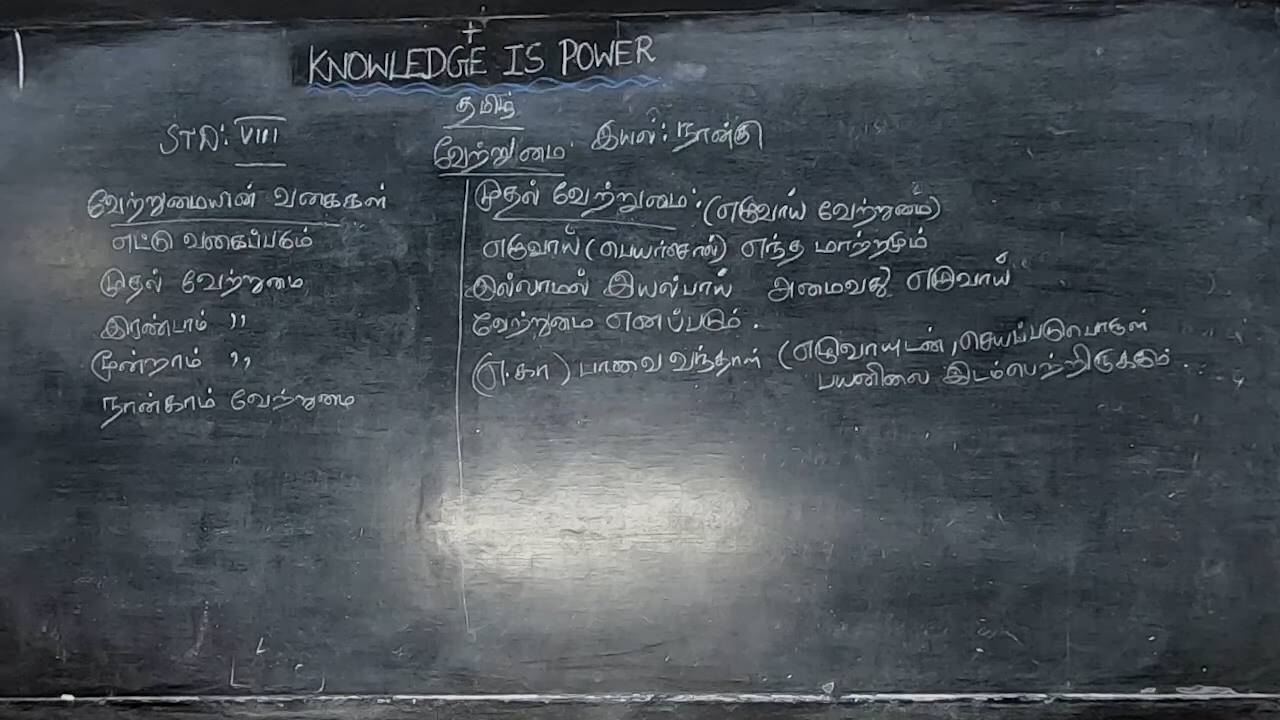 KNOWLEDGE IS POWER
தமிழ்
STD: VIII
வேற்றுமை இயல்: நான்கு
வேற்றுமையின் வகைகள்
எட்டு வகைப்படும்
முதல் வேற்றுமை
இரண்டாம் ,,
மூன்றாம் ,,
நான்காம் வேற்றுமை
முதல் வேற்றுமை: (எழுவாய் வேற்றுமை)
எழுவாய் (பெயர்சொல்) எந்த மாற்றமும்
இல்லாமல் இயல்பாய் அமைவது எழுவாய்
வேற்றுமை எனப்படும்.
(எ.கா) பாவை வந்தாள் (எழுவாயுடன், செயப்படுபொருள்
பயனிலை இடம்பெற்றிருக்கும்.